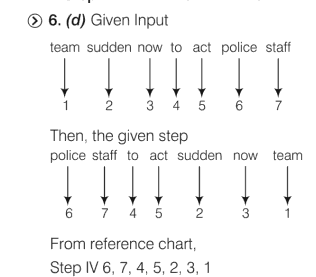 6. (d) Given Input
team sudden now to act police staff
1 2 3 4 5 6 7
Then, the given step
police staff to act sudden now team
6 7 4 5 2 3 1
From reference chart,
Step IV 6, 7, 4, 5, 2, 3, 1